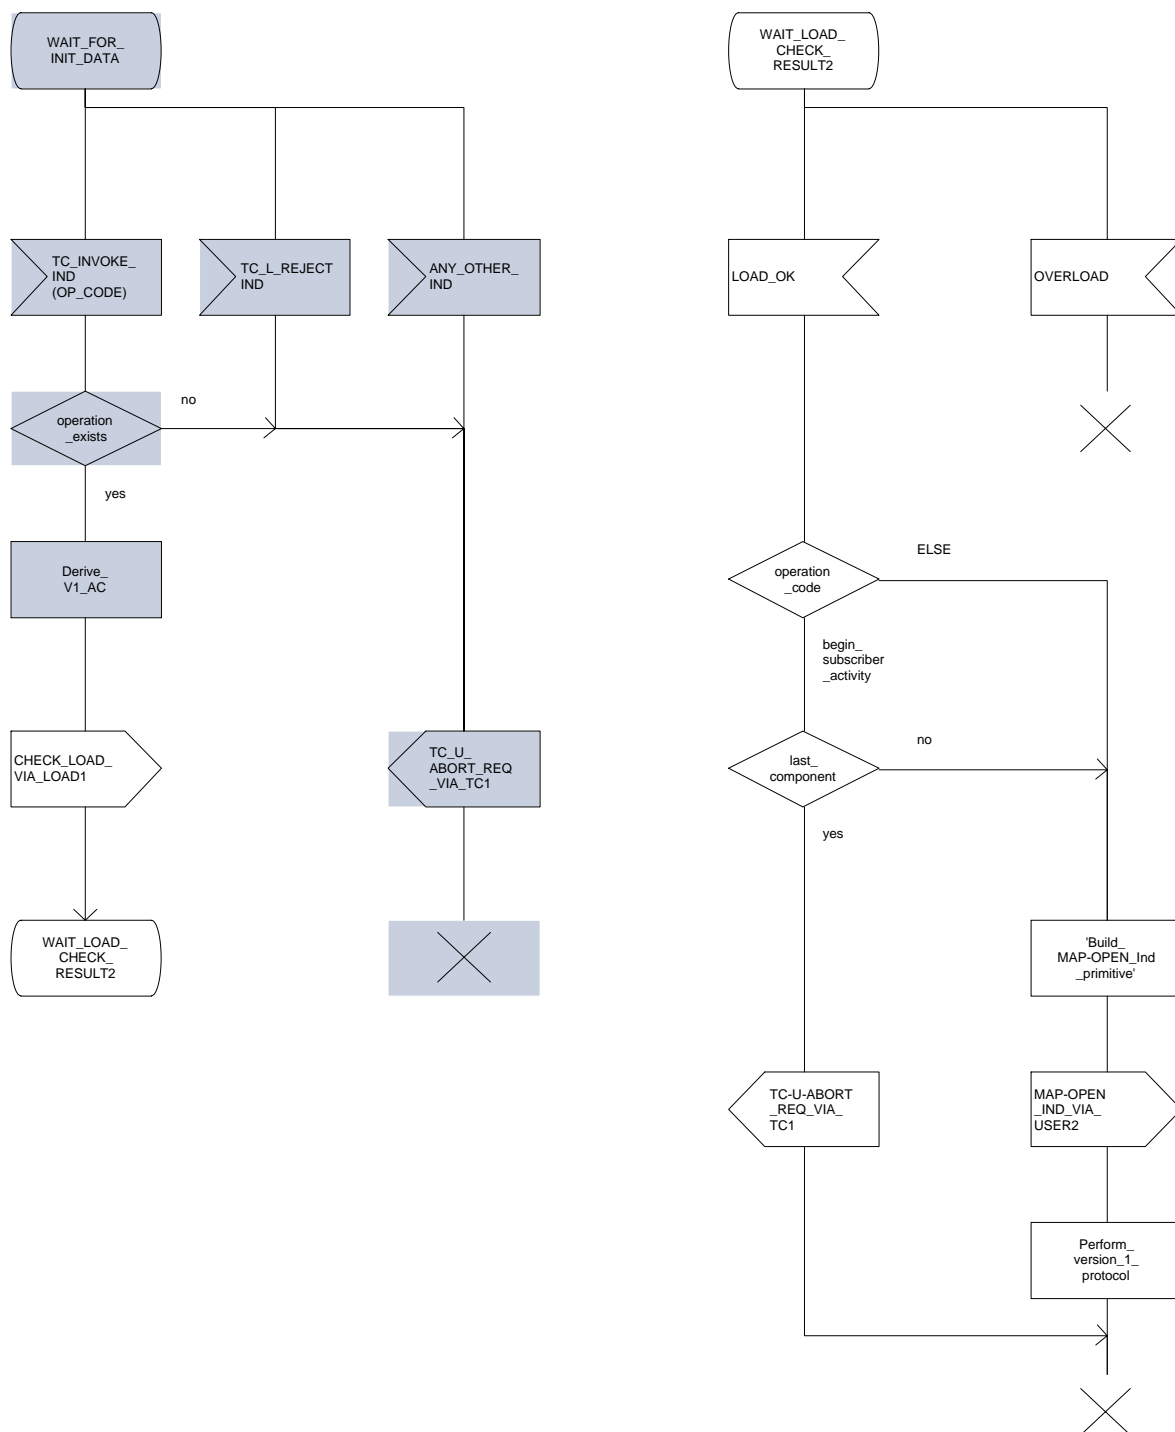 WAIT_FOR_
INIT_DATA
TC_INVOKE_
IND
(OP_CODE)
TC_L_REJECT
IND
ANY_OTHER_
IND
operation
_exists
no
yes
Derive_
V1_AC
CHECK_LOAD_
VIA_LOAD1
TC_U_
ABORT_REQ
_VIA_TC1
WAIT_LOAD_
CHECK_
RESULT2
WAIT_LOAD_
CHECK_
RESULT2
LOAD_OK
OVERLOAD
operation
_code
ELSE
begin_
subscriber
_activity
last_
component
no
yes
'Build_
MAP-OPEN_Ind
_primitive'
TC-U-ABORT
_REQ_VIA_
TC1
MAP-OPEN
_IND_VIA_
USER2
Perform_
version_1_
protocol